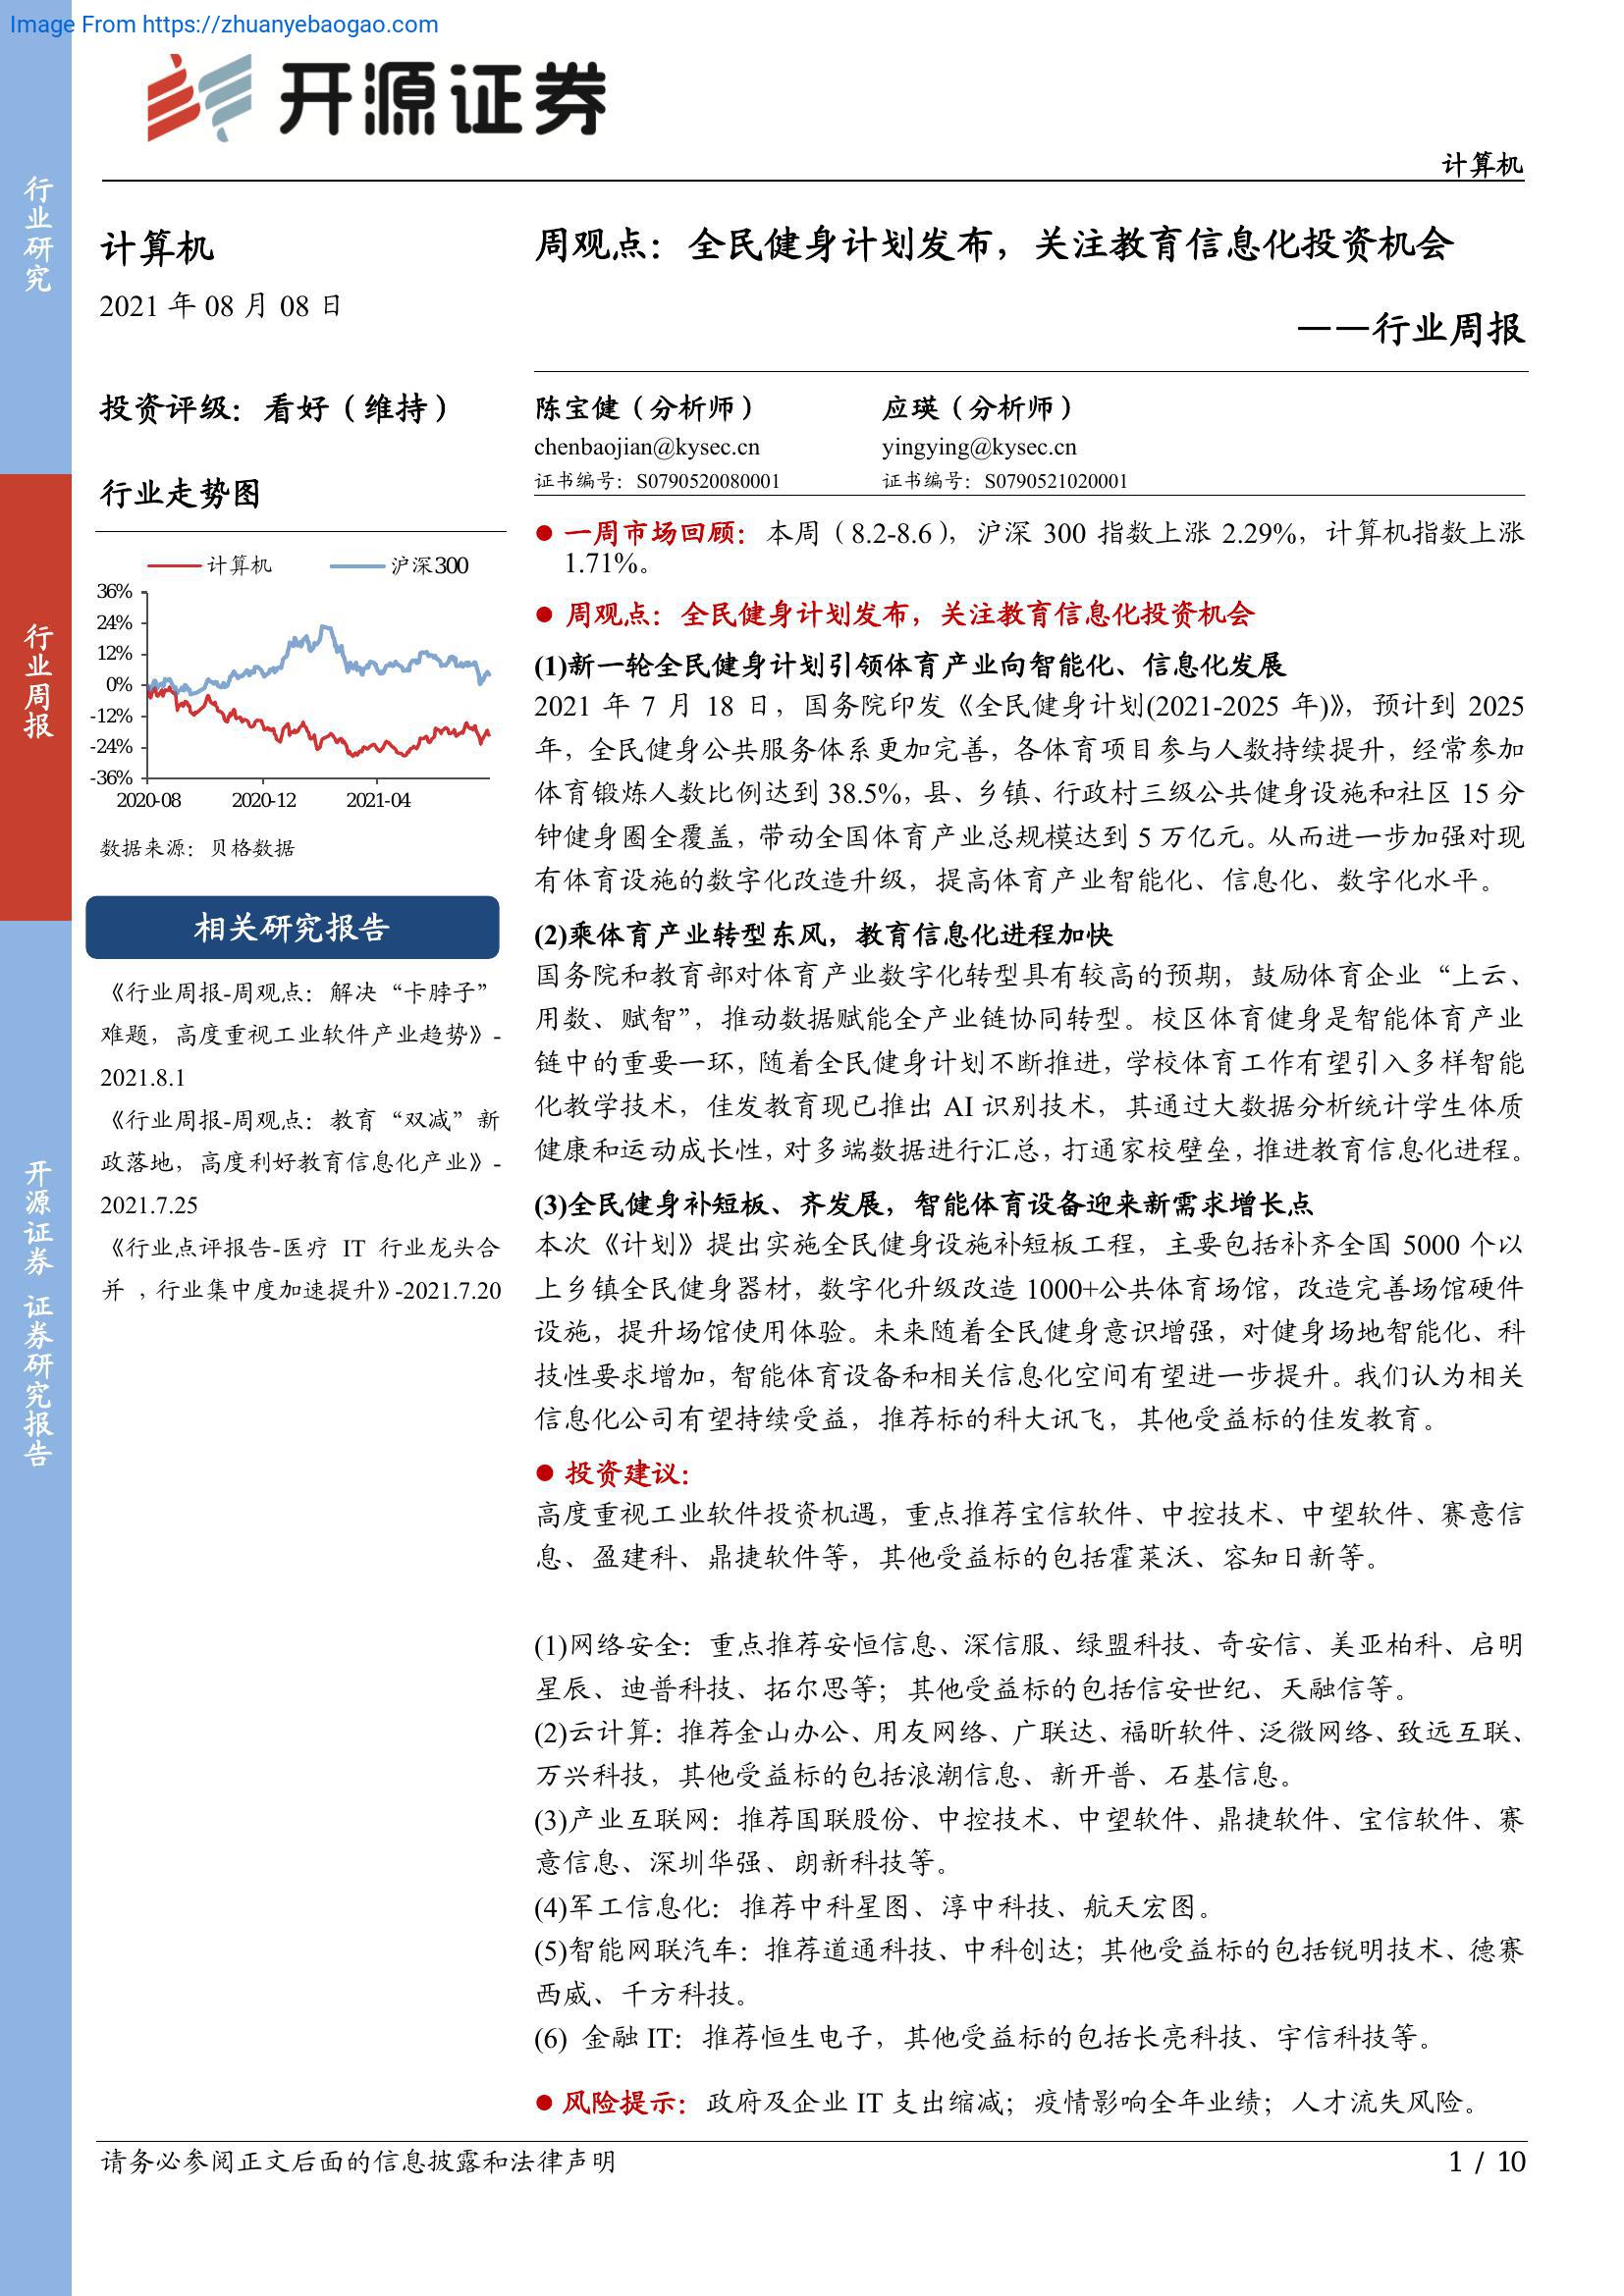 Image From https://zhuanyebaogao.com
开源证券
计算机
行业研究
行业周报
开源证券 证券研究报告
计算机
2021 年 08 月 08 日
投资评级：看好（维持）
行业走势图
计算机 沪深300
36%
24%
12%
0%
-12%
-24%
-36%
2020-08 2020-12 2021-04
数据来源：贝格数据
相关研究报告
《行业周报-周观点：解决“卡脖子”
难题，高度重视工业软件产业趋势》-
2021.8.1
《行业周报-周观点：教育“双减”新
政落地，高度利好教育信息化产业》-
2021.7.25
《行业点评报告-医疗 IT 行业龙头合
并，行业集中度加速提升》-2021.7.20
周观点：全民健身计划发布，关注教育信息化投资机会
——行业周报
陈宝健（分析师） 应瑛（分析师）
chenbaojian@kysec.cn yingying@kysec.cn
证书编号：S0790520080001 证书编号：S0790521020001
● 一周市场回顾：本周（8.2-8.6），沪深 300 指数上涨 2.29%，计算机指数上涨
1.71%。
● 周观点：全民健身计划发布，关注教育信息化投资机会
(1)新一轮全民健身计划引领体育产业向智能化、信息化发展
2021 年 7 月 18 日，国务院印发《全民健身计划(2021-2025 年)》，预计到 2025
年，全民健身公共服务体系更加完善，各体育项目参与人数持续提升，经常参加
体育锻炼人数比例达到 38.5%，县、乡镇、行政村三级公共健身设施和社区 15 分
钟健身圈全覆盖，带动全国体育产业总规模达到 5 万亿元。从而进一步加强对现
有体育设施的数字化改造升级，提高体育产业智能化、信息化、数字化水平。
(2)乘体育产业转型东风，教育信息化进程加快
国务院和教育部对体育产业数字化转型具有较高的预期，鼓励体育企业“上云、
用数、赋智”，推动数据赋能全产业链协同转型。校区体育健身是智能体育产业
链中的重要一环，随着全民健身计划不断推进，学校体育工作有望引入多样智能
化教学技术，佳发教育现已推出 AI 识别技术，其通过大数据分析统计学生体质
健康和运动成长性，对多端数据进行汇总，打通家校壁垒，推进教育信息化进程。
(3)全民健身补短板、齐发展，智能体育设备迎来新需求增长点
本次《计划》提出实施全民健身设施补短板工程，主要包括补齐全国 5000 个以
上乡镇全民健身器材，数字化升级改造 1000+公共体育场馆，改造完善场馆硬件
设施，提升场馆使用体验。未来随着全民健身意识增强，对健身场地智能化、科
技性要求增加，智能体育设备和相关信息化空间有望进一步提升。我们认为相关
信息化公司有望持续受益，推荐标的科大讯飞，其他受益标的佳发教育。
● 投资建议：
高度重视工业软件投资机遇，重点推荐宝信软件、中控技术、中望软件、赛意信
息、盈建科、鼎捷软件等，其他受益标的包括霍莱沃、容知日新等。
(1)网络安全：重点推荐安恒信息、深信服、绿盟科技、奇安信、美亚柏科、启明
星辰、迪普科技、拓尔思等；其他受益标的包括信安世纪、天融信等。
(2)云计算：推荐金山办公、用友网络、广联达、福昕软件、泛微网络、致远互联、
万兴科技，其他受益标的包括浪潮信息、新开普、石基信息。
(3)产业互联网：推荐国联股份、中控技术、中望软件、鼎捷软件、宝信软件、赛
意信息、深圳华强、朗新科技等。
(4)军工信息化：推荐中科星图、淳中科技、航天宏图。
(5)智能网联汽车：推荐道通科技、中科创达；其他受益标的包括锐明技术、德赛
西威、千方科技。
(6) 金融 IT：推荐恒生电子，其他受益标的包括长亮科技、宇信科技等。
● 风险提示：政府及企业 IT 支出缩减；疫情影响全年业绩；人才流失风险。
请务必参阅正文后面的信息披露和法律声明 1 / 10